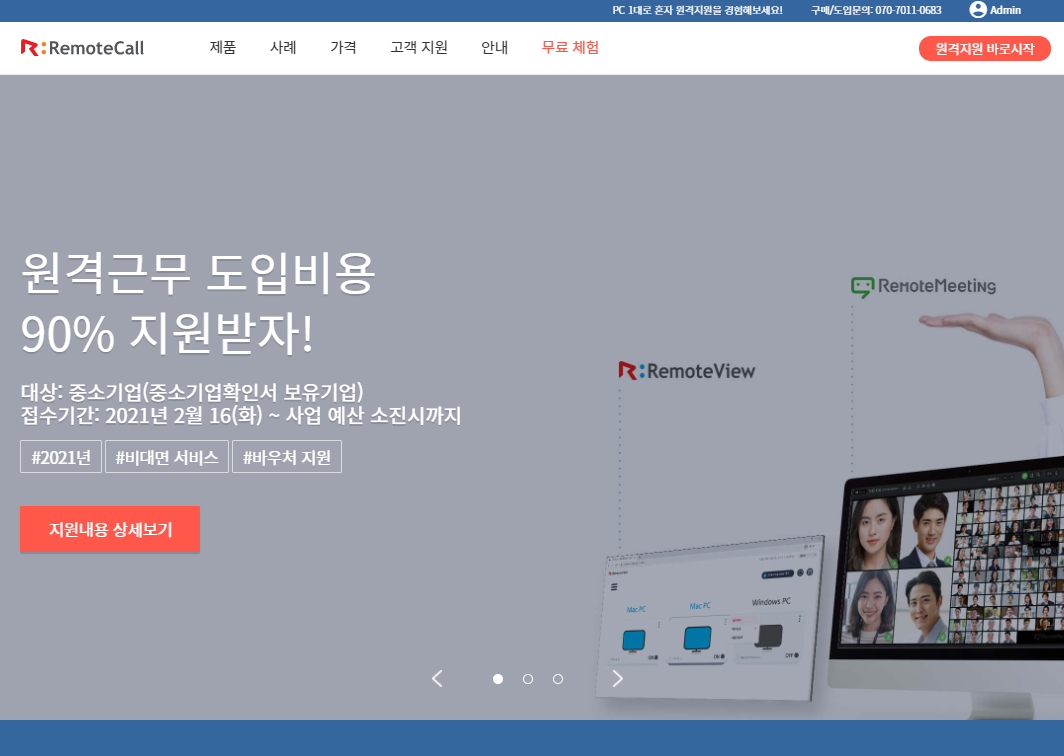 PC 1대로 혼자 원격지원을 경험해보세요!
구매/도입문의: 070-7011-0683
Admin
RemoteCall
제품
사례
가격
고객 지원
안내
무료 체험
원격지원 바로시작
원격근무 도입비용
90% 지원받자!
대상: 중소기업(중소기업확인서 보유기업)
접수기간: 2021년 2월 16(화) ~ 사업 예산 소진시까지
#2021년
#비대면 서비스
#바우처 지원
지원내용 상세보기
RemoteMeeting
RemoteView
Mac PC
Mac PC
Windows PC
ON
ON
OFF